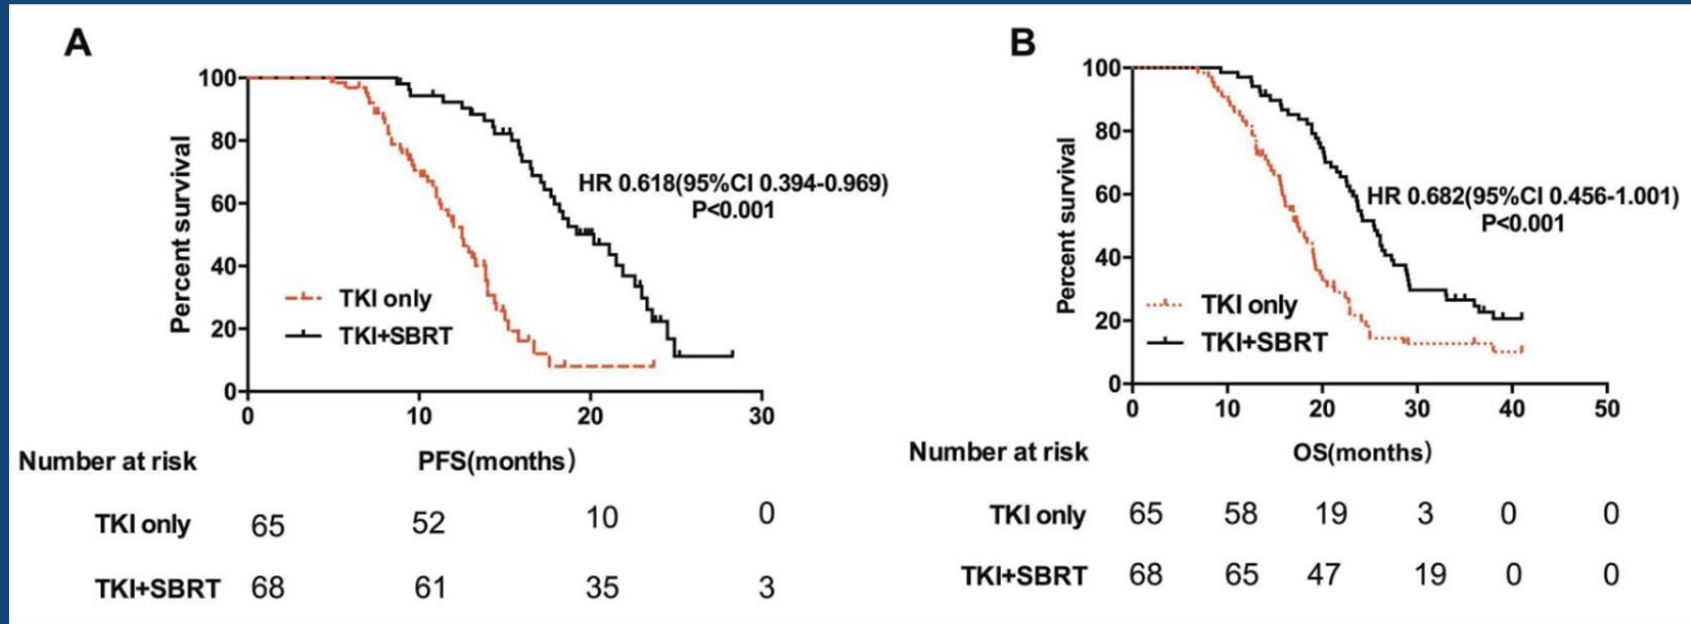 A
100
80
60
40
20
0
Percent survival
HR 0.618(95%CI 0.394-0.969)
P<0.001
TKI only
TKI+SBRT
0 10 20 30
Number at risk PFS(months)
TKI only 65 52 10 0
TKI+SBRT 68 61 35 3
B
100
80
60
40
20
0
Percent survival
HR 0.682(95%CI 0.456-1.001)
P<0.001
TKI only
TKI+SBRT
0 10 20 30 40 50
Number at risk OS(months)
TKI only 65 58 19 3 0 0
TKI+SBRT 68 65 47 19 0 0